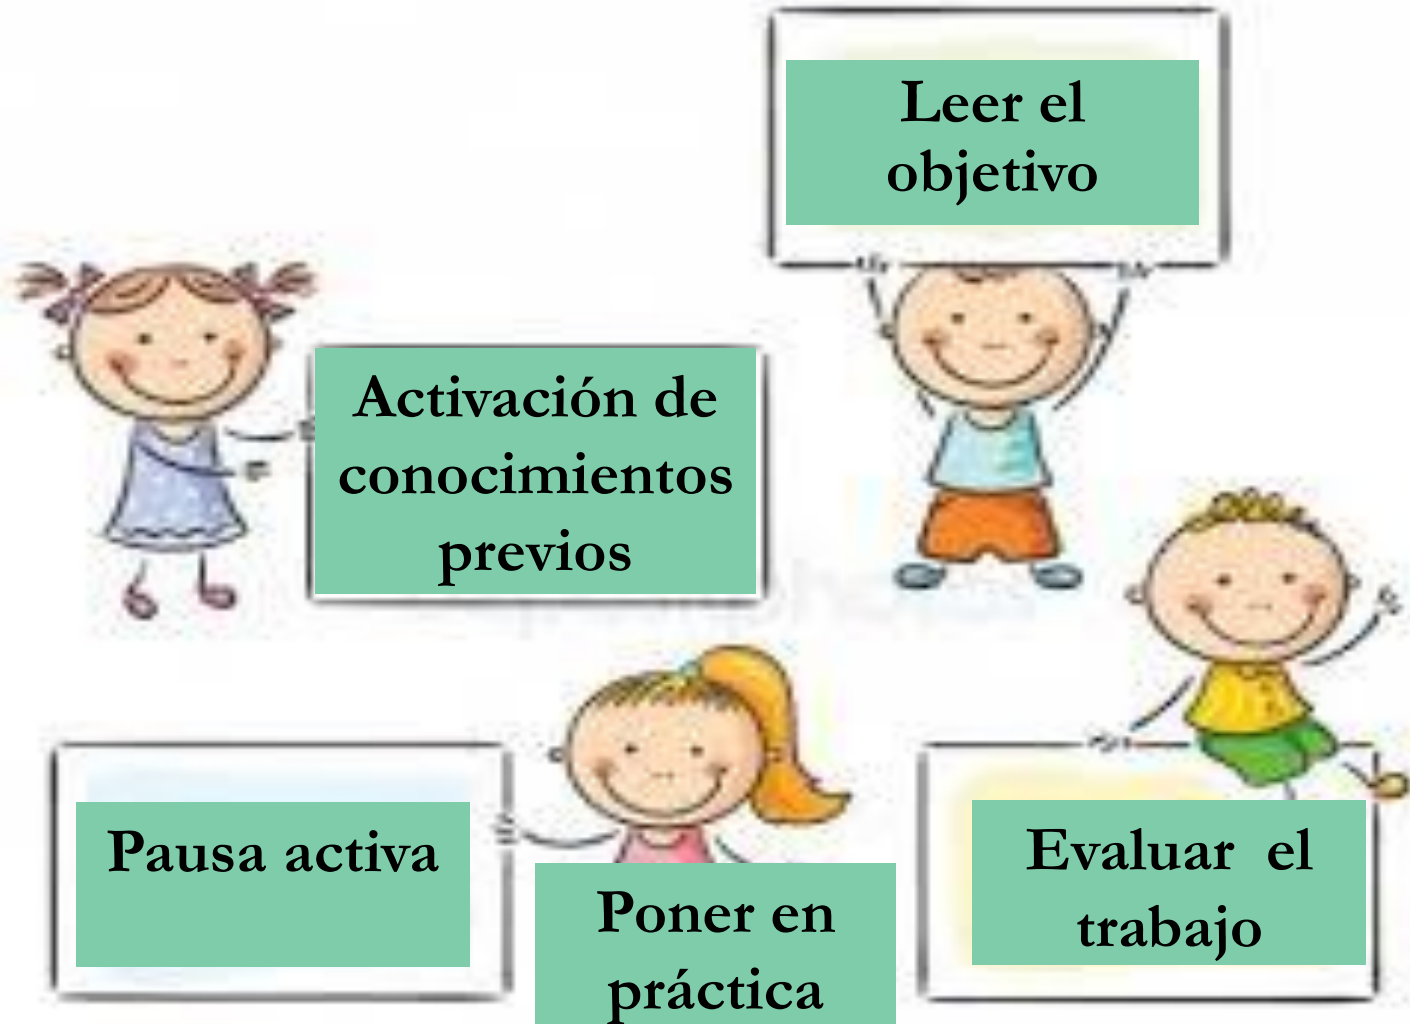 Leer el
objetivo
Activación de
conocimientos
previos
Pausa activa
Poner en
práctica
Evaluar  el
trabajo